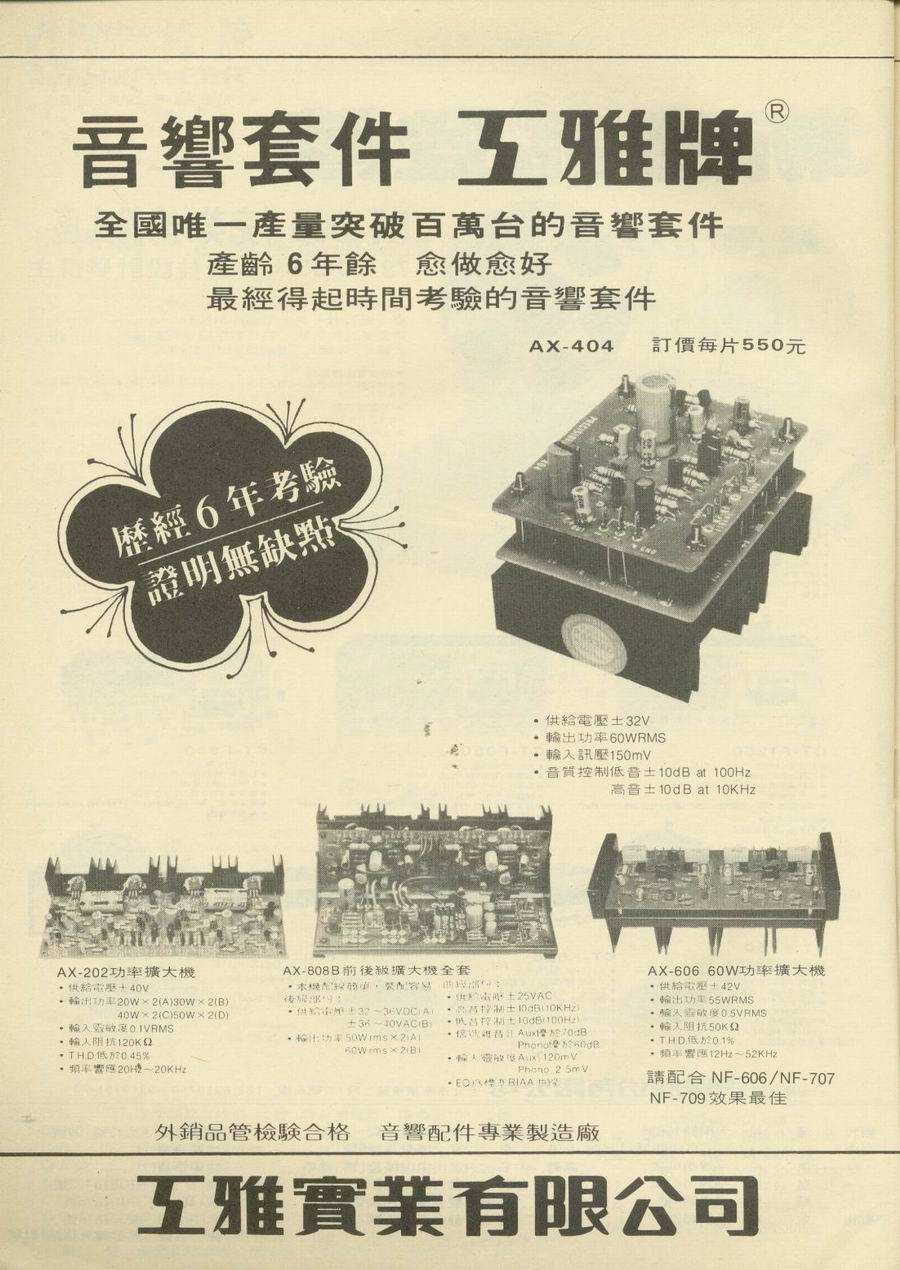 音響套件 工雅牌®
全國唯一產量突破百萬台的音響套件
產齡6年餘 愈做愈好
最經得起時間考驗的音響套件
AX-404 訂價每片550元
歷經6年考驗
證明無缺點
• 供給電壓±32V
• 輸出功率60WRMS
• 輸入訊壓150mV
• 音質控制低音±10dB at 100Hz
高音±10dB at 10KHz
AX-202功率擴大機
• 供給電壓±40V
• 輸出功率20W×2(A)30W×2(B)
40W×2(C)50W×2(D)
• 輸入靈敏度0.1VRMS
• 輸入阻抗120KΩ
• T.H.D.低於0.45%
• 頻率響應20Hz~20KHz
AX-808B前後級擴大機全套
• 本機配線簡單,裝配容易
後級部份:
• 供給電壓±32~36VDC(A)
±36~40VAC(B)
• 輸出功率50Wrms×2(A)
60Wrms×2(B)
前級部份:
• 供給電壓±25VAC
• 高音控制±10dB(10KHz)
• 低音控制±10dB(100Hz)
• 信號雜音比Aux優於70dB
Phono優於60dB
• 輸入靈敏度Aux:120mV
Phono 2.5mV
• EQ RIAA
AX-606 60W功率擴大機
• 供給電壓±42V
• 輸出功率55WRMS
• 輸入靈敏度0.5VRMS
• 輸入阻抗50KΩ
• T.H.D.低於0.1%
• 頻率響應12Hz~52KHz
請配合NF-606/NF-707
NF-709效果最佳
外銷品管檢驗合格 音響配件專業製造廠
工雅實業有限公司